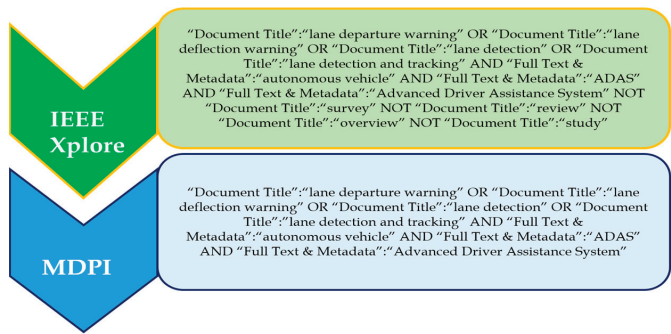 IEEE
Xplore
“Document Title”:“lane departure warning” OR “Document Title”:“lane
deflection warning” OR “Document Title”:“lane detection” OR “Document
Title”:“lane detection and tracking” AND “Full Text &
Metadata”:“autonomous vehicle” AND “Full Text & Metadata”:“ADAS”
AND “Full Text & Metadata”:“Advanced Driver Assistance System” NOT
“Document Title”:“survey” NOT “Document Title”:“review” NOT
“Document Title”:“overview” NOT “Document Title”:“study”
MDPI
“Document Title”:“lane departure warning” OR “Document Title”:“lane
deflection warning” OR “Document Title”:“lane detection” OR “Document
Title”:“lane detection and tracking” AND “Full Text &
Metadata”:“autonomous vehicle” AND “Full Text & Metadata”:“ADAS”
AND “Full Text & Metadata”:“Advanced Driver Assistance System”